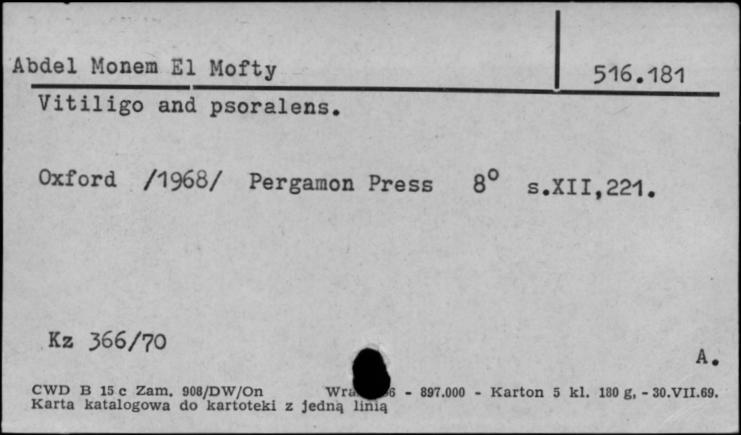 Abdel Monem El Mofty
516.181
Vitiligo and psoralens.
Oxford /1968/ Pergamon Press 8° s.XII,221.
Kz 366/70
A.
CWD B 15 c Zam. 908/DW/On - 897.000 - Karton 5 kl. 180 g, - 30.VII.69.
Karta katalogowa do kartoteki z jedną linią